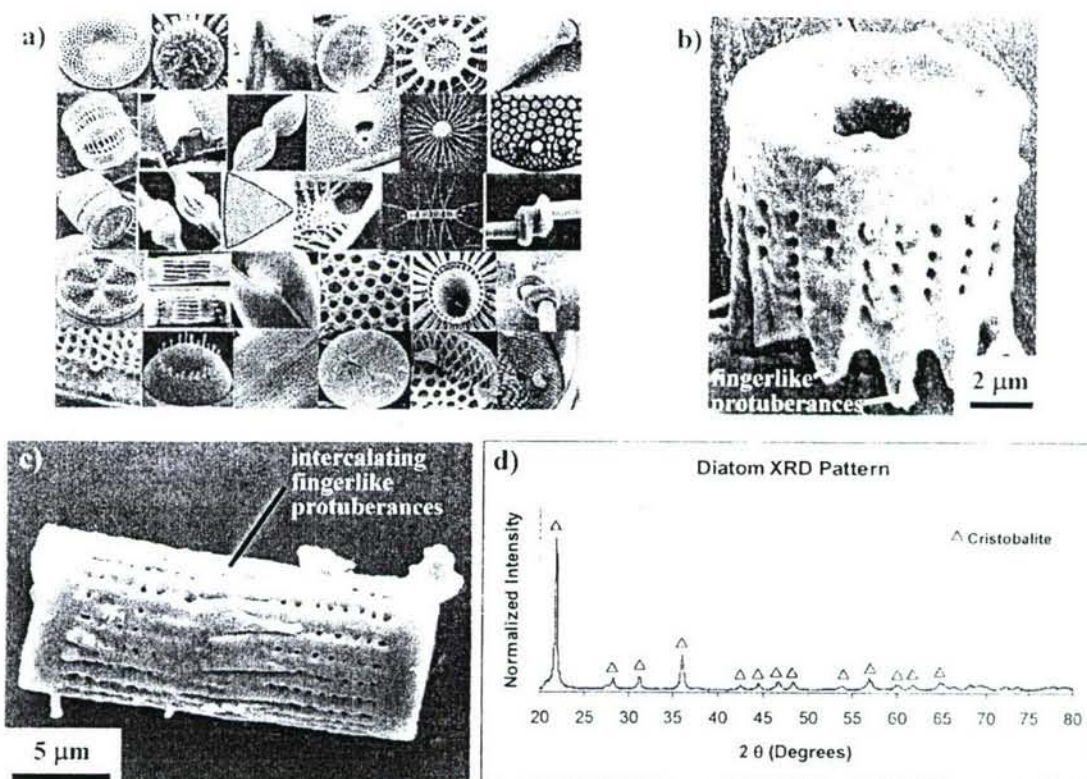 a)
b)
fingerlike
protuberances
2 μm
c)
intercalating
fingerlike
protuberances
5 μm
d)
Diatom XRD Pattern
△ Cristobalite
Normalized Intensity
20 25 30 35 40 45 50 55 60 65 70 75 80
2 θ (Degrees)